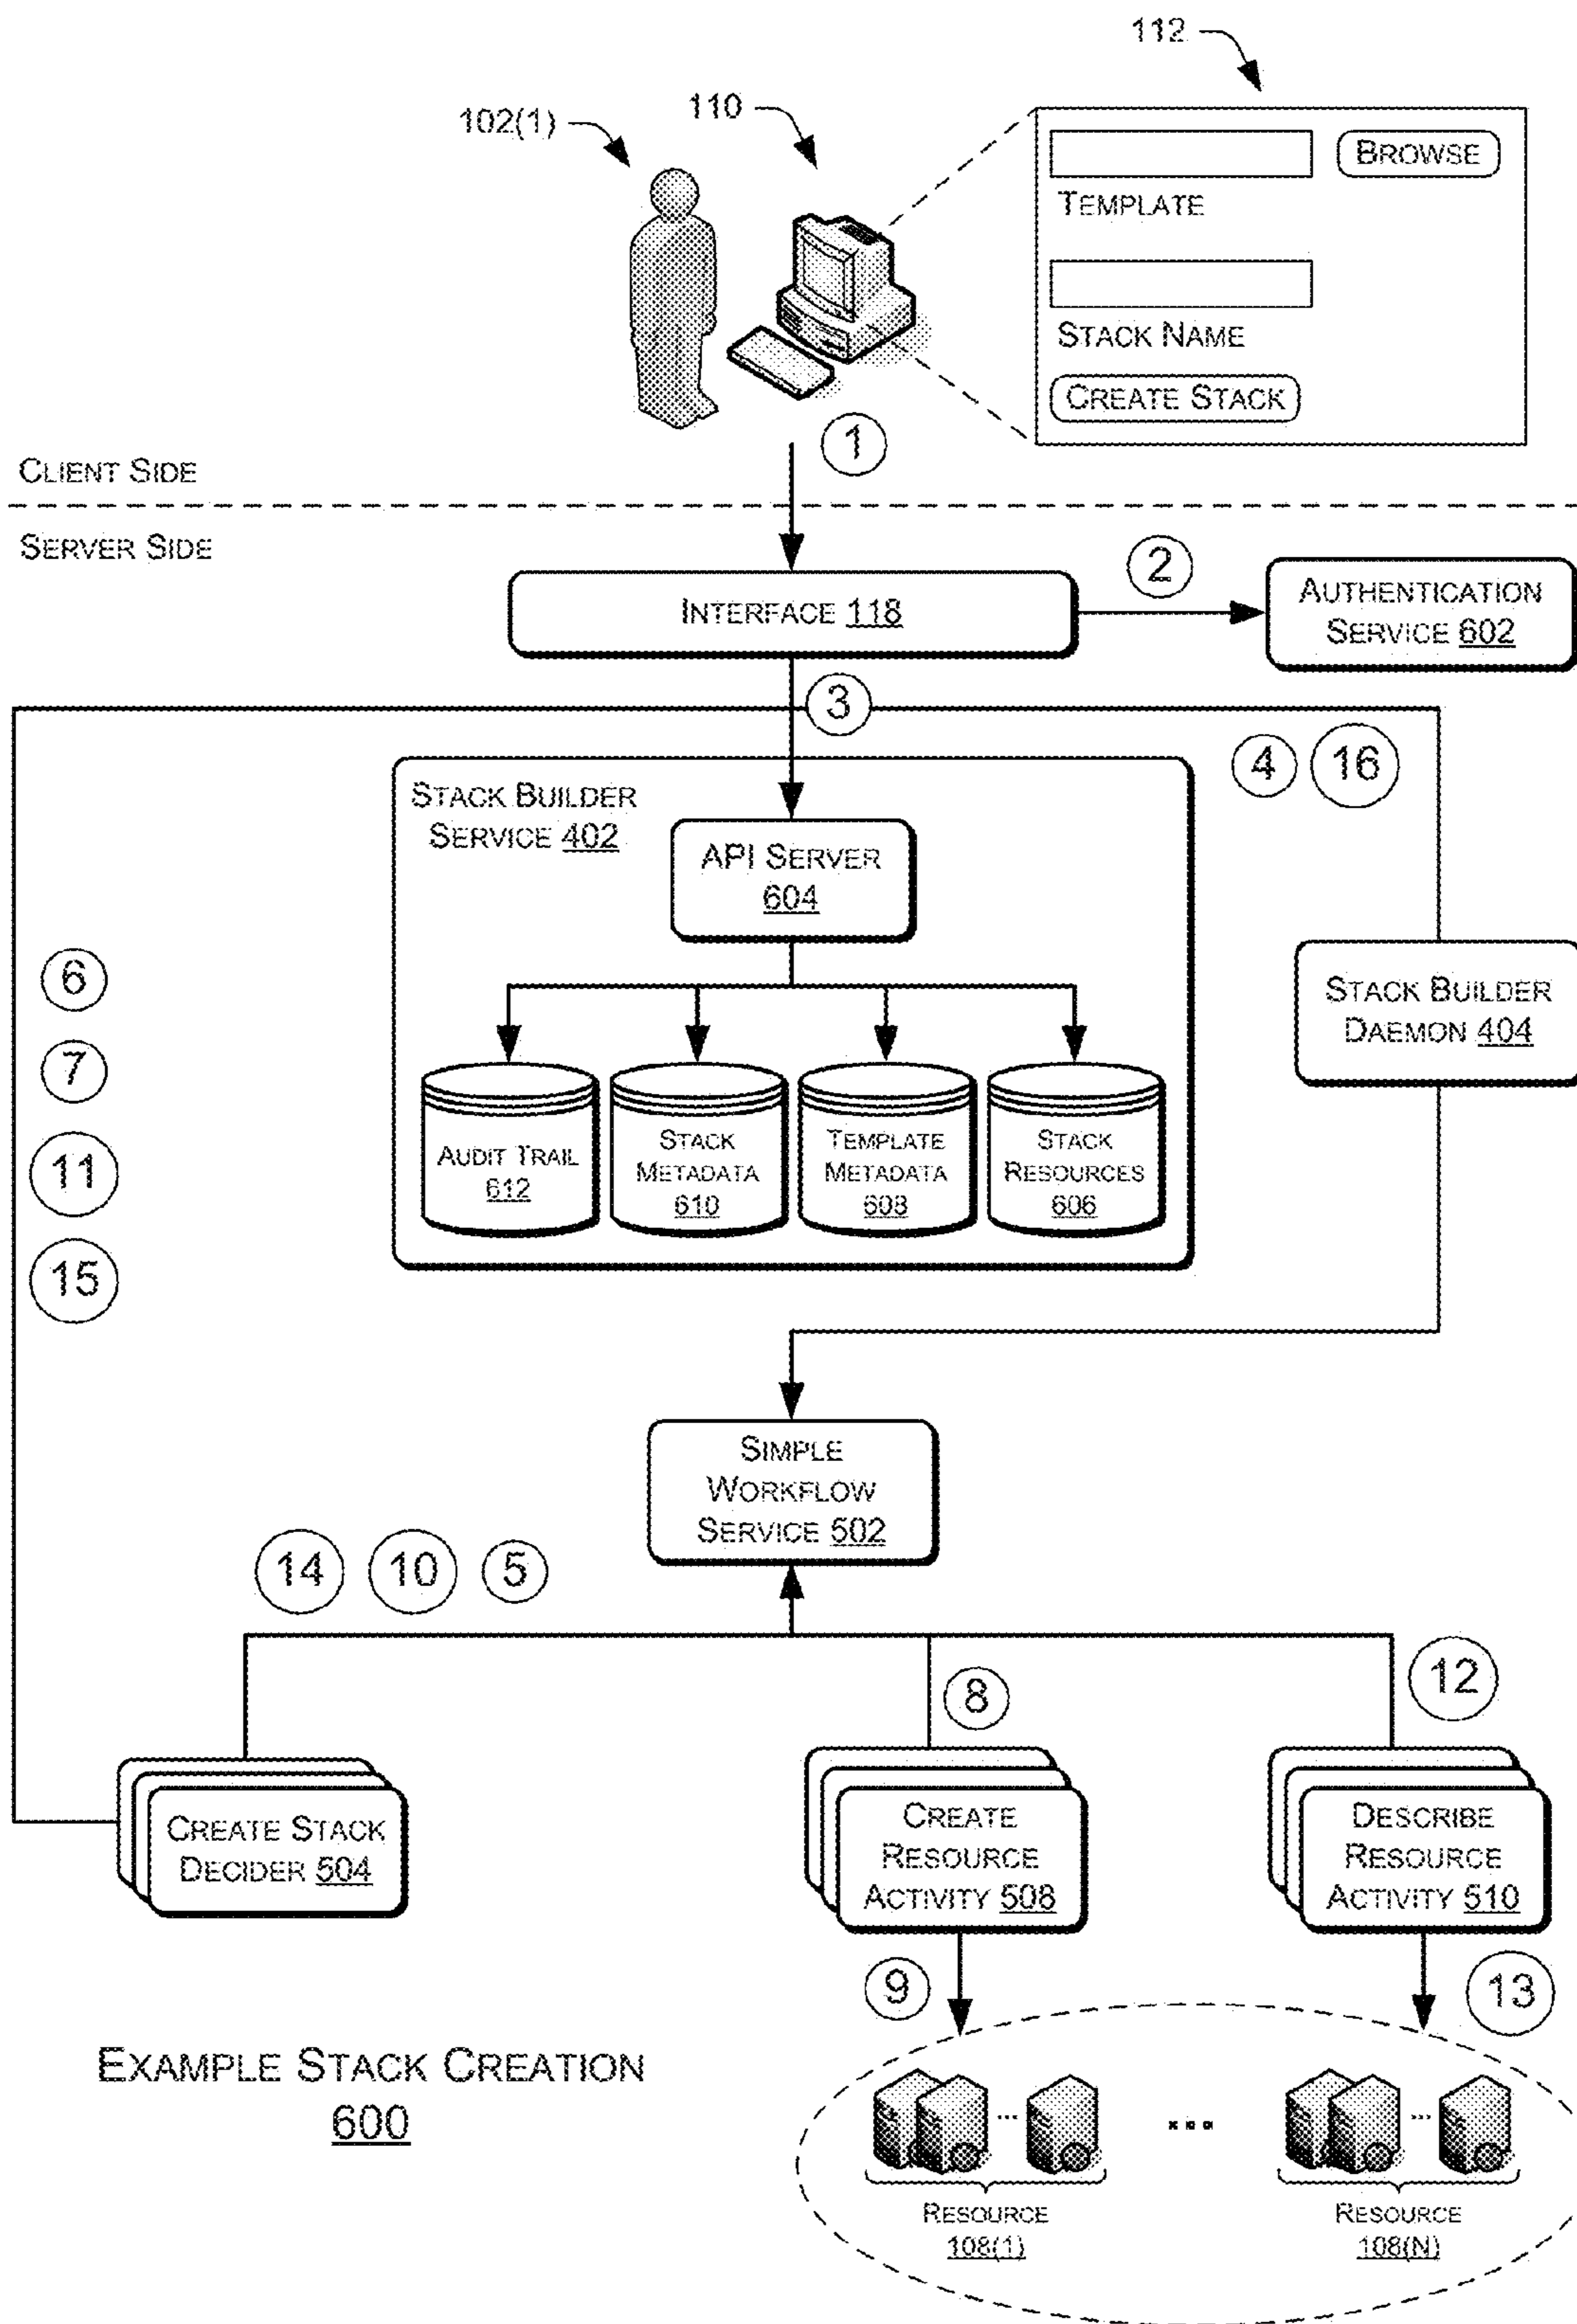 112
110
102(1)
BROWSE
TEMPLATE
STACK NAME
CREATE STACK
1
CLIENT SIDE
SERVER SIDE
2
INTERFACE 118
AUTHENTICATION
SERVICE 602
3
4
16
STACK BUILDER
SERVICE 402
API SERVER
604
6
7
11
15
STACK BUILDER
DAEMON 404
AUDIT TRAIL
612
STACK
METADATA
610
TEMPLATE
METADATA
608
STACK
RESOURCES
606
SIMPLE
WORKFLOW
SERVICE 502
14
10
5
8
12
CREATE STACK
DECIDER 504
CREATE
RESOURCE
ACTIVITY 508
DESCRIBE
RESOURCE
ACTIVITY 510
9
13
EXAMPLE STACK CREATION
600
...
...
...
RESOURCE
108(1)
RESOURCE
108(N)